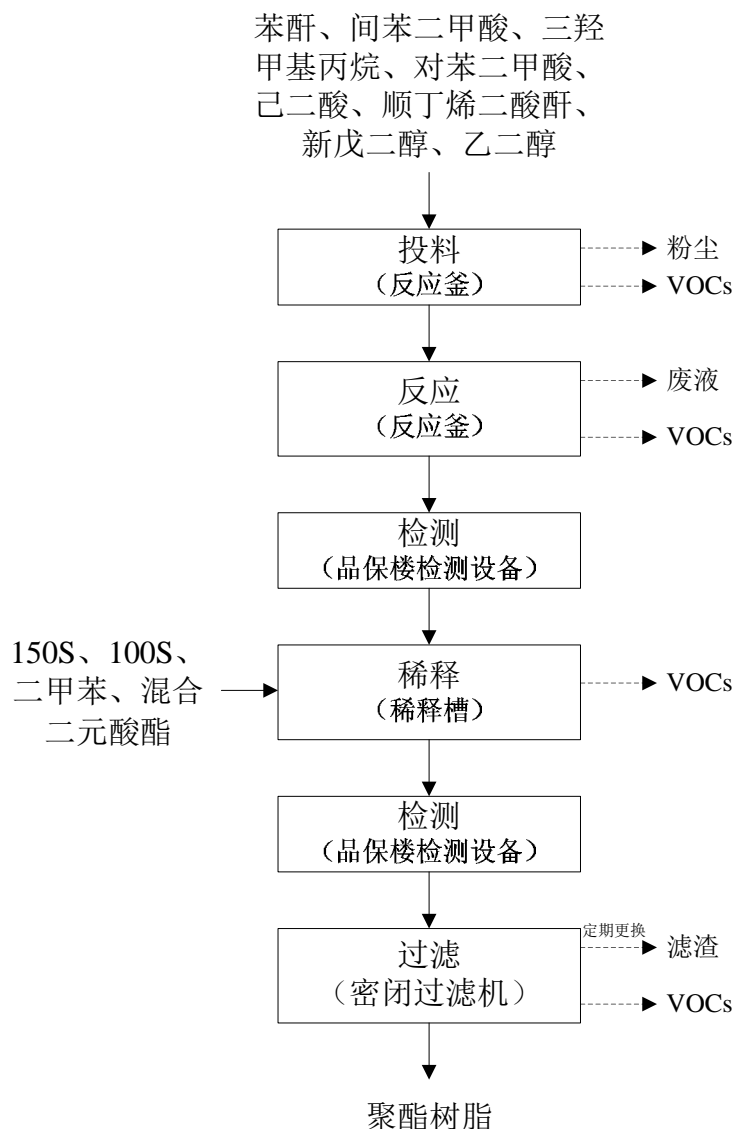 苯酐、间苯二甲酸、三羟
甲基丙烷、对苯二甲酸、
己二酸、顺丁烯二酸酐、
新戊二醇、乙二醇
投料
（反应釜）
粉尘
VOCs
反应
（反应釜）
废液
VOCs
检测
（品保楼检测设备）
150S、100S、
二甲苯、混合
二元酸酯
稀释
（稀释槽）
VOCs
检测
（品保楼检测设备）
过滤
（密闭过滤机）
定期更换
滤渣
VOCs
聚酯树脂